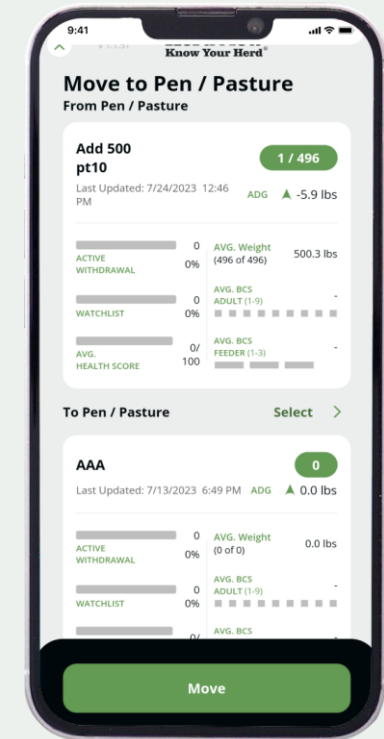 9:41
Know Your Herd®
Move to Pen / Pasture
From Pen / Pasture
Add 500
pt10
1 / 496
Last Updated: 7/24/2023 12:46
PM
ADG ▲ -5.9 lbs
0
ACTIVE
WITHDRAWAL
0%
AVG. Weight
(496 of 496)
500.3 lbs
0
WATCHLIST
0%
AVG. BCS
ADULT (1-9)
-
0/
AVG.
HEALTH SCORE
100
AVG. BCS
FEEDER (1-3)
-
To Pen / Pasture
Select >
AAA
0
Last Updated: 7/13/2023 6:49 PM ADG ▲ 0.0 lbs
0
ACTIVE
WITHDRAWAL
0%
AVG. Weight
(0 of 0)
0.0 lbs
0
WATCHLIST
0%
AVG. BCS
ADULT (1-9)
-
0/
AVG. BCS
Move